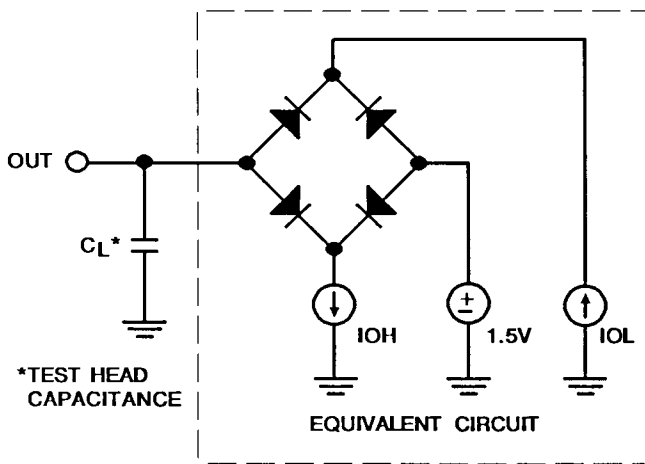 OUT
CL*
IOH
+
−
1.5V
IOL
*TEST HEAD
CAPACITANCE
EQUIVALENT CIRCUIT